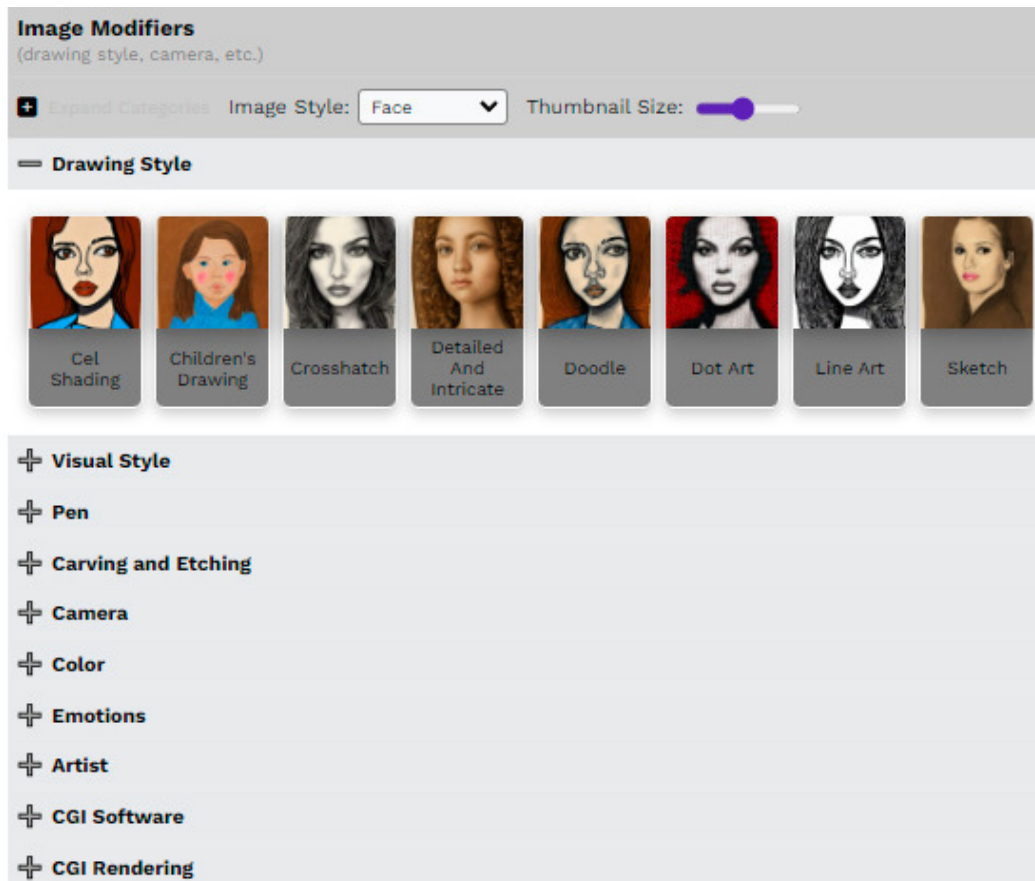 Image Modifiers
(drawing style, camera, etc.)
Expand Categories Image Style: Face Thumbnail Size:
Drawing Style
Cel
Shading
Children's
Drawing
Crosshatch
Detailed
And
Intricate
Doodle
Dot Art
Line Art
Sketch
Visual Style
Pen
Carving and Etching
Camera
Color
Emotions
Artist
CGI Software
CGI Rendering